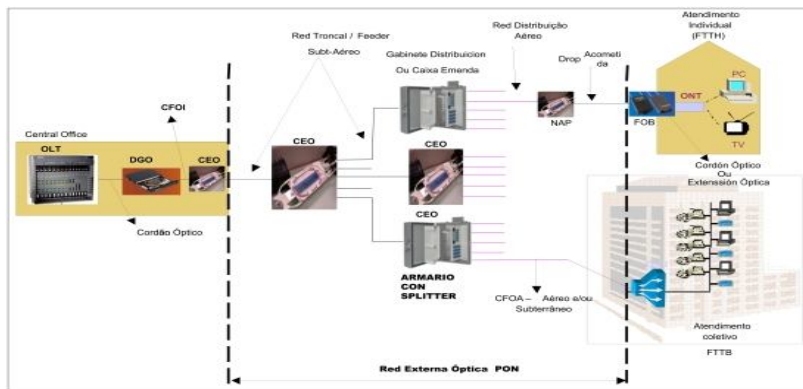 Atendimento
Individual
(FTTH)
Red Distribuição
Aéreo
Red Troncal / Feeder
Subt-Aéreo
Gabinete Distribuicion
Ou Caixa Emenda
Drop
Acometi
da
PC
ONT
CFOI
NAP
FOB
TV
Central Office
OLT
DGO
CEO
CEO
CEO
Cordón Óptico
Ou
Extenssión Óptica
Cordão Óptico
CEO
ARMARIO
CON
SPLITTER
CFOA – Aéreo e/ou
Subterrâneo
Atendimento
coletivo
FTTB
Red Externa Óptica PON